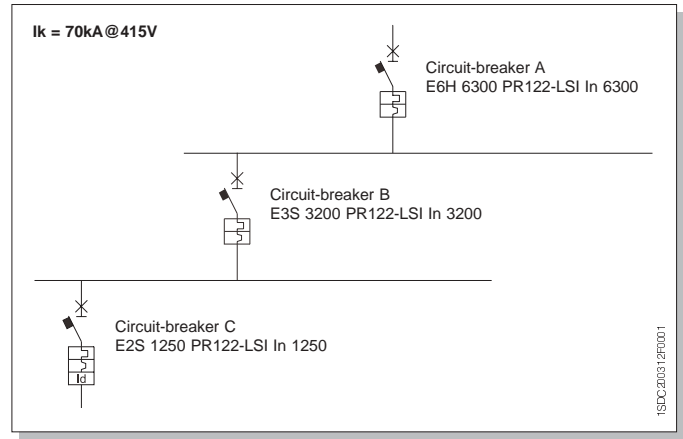 Ik = 70kA@415V
Circuit-breaker A
E6H 6300 PR122-LSI In 6300
Circuit-breaker B
E3S 3200 PR122-LSI In 3200
Circuit-breaker C
E2S 1250 PR122-LSI In 1250
Id
1SDC200312F0001